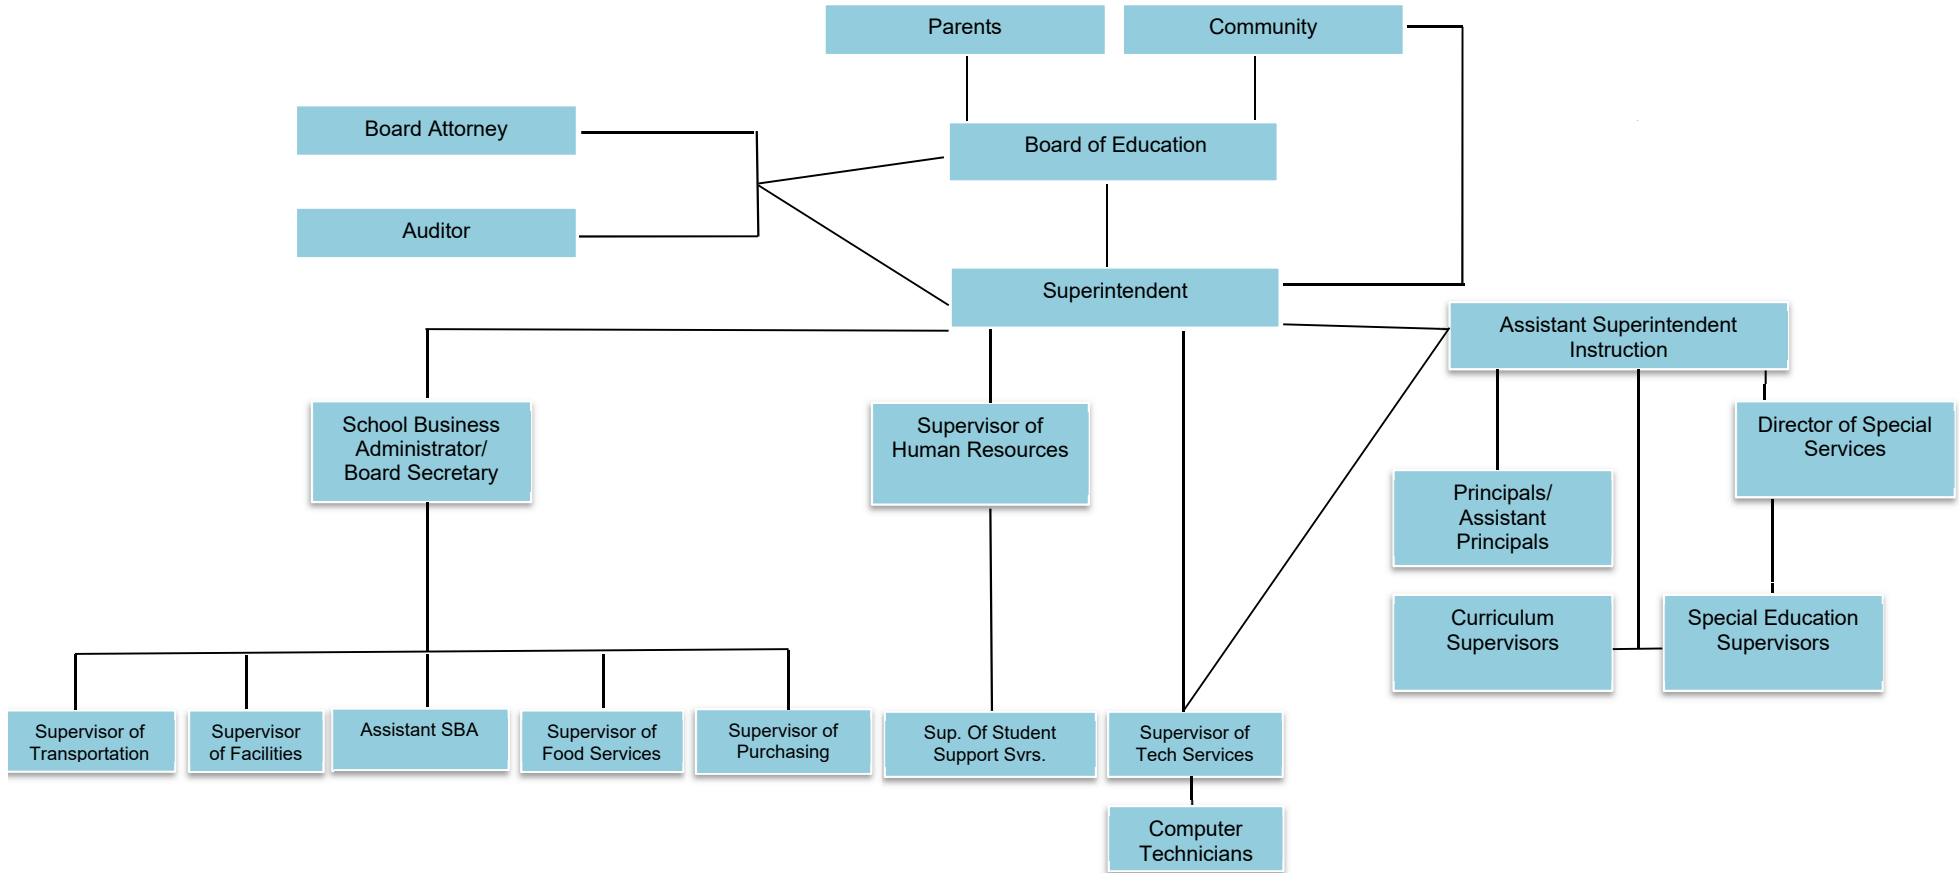 Parents
Community
Board Attorney
Board of Education
Auditor
Superintendent
Assistant Superintendent
Instruction
School Business
Administrator/
Board Secretary
Supervisor of
Human Resources
Director of Special
Services
Principals/
Assistant
Principals
Curriculum
Supervisors
Special Education
Supervisors
Supervisor of
Transportation
Supervisor
of Facilities
Assistant SBA
Supervisor of
Food Services
Supervisor of
Purchasing
Sup. Of Student
Support Svrs.
Supervisor of
Tech Services
Computer
Technicians